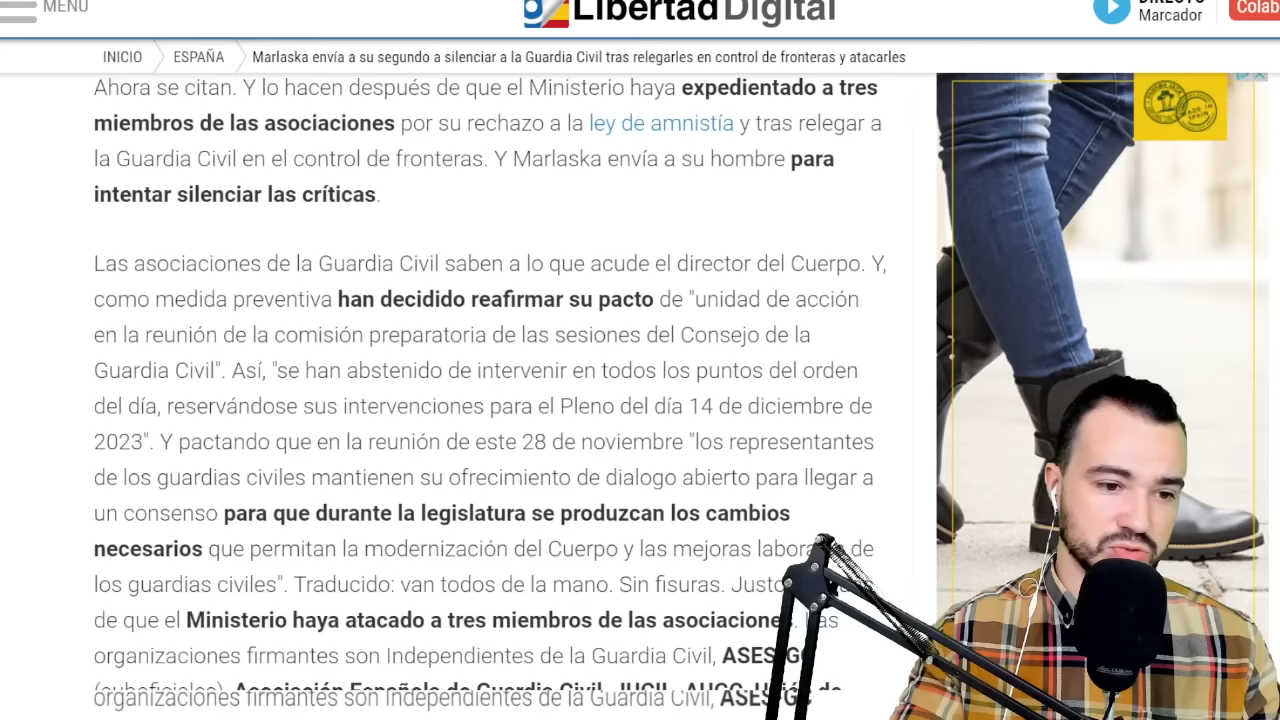 MENÚ
Libertad Digital
DIRECTO
Marcador
Colab
INICIO
ESPAÑA
Marlaska envía a su segundo a silenciar a la Guardia Civil tras relegarles en control de fronteras y atacarles
Ahora se citan. Y lo hacen después de que el Ministerio haya expedientado a tres
miembros de las asociaciones por su rechazo a la ley de amnistía y tras relegar a
la Guardia Civil en el control de fronteras. Y Marlaska envía a su hombre para
intentar silenciar las críticas.
Las asociaciones de la Guardia Civil saben a lo que acude el director del Cuerpo. Y,
como medida preventiva han decidido reafirmar su pacto de "unidad de acción
en la reunión de la comisión preparatoria de las sesiones del Consejo de la
Guardia Civil". Así, "se han abstenido de intervenir en todos los puntos del orden
del día, reservándose sus intervenciones para el Pleno del día 14 de diciembre de
2023". Y pactando que en la reunión de este 28 de noviembre "los representantes
de los guardias civiles mantienen su ofrecimiento de dialogo abierto para llegar a
un consenso para que durante la legislatura se produzcan los cambios
necesarios que permitan la modernización del Cuerpo y las mejoras de
los guardias civiles". Traducido: van todos de la mano. Sin fisuras. Justo
de que el Ministerio haya atacado a tres miembros de las asociaciones.
organizaciones firmantes son Independientes de la Guardia Civil, ASESGC
organizaciones firmantes son Independientes de la Guardia Civil, ASESGC
MADE IN
SPAIN